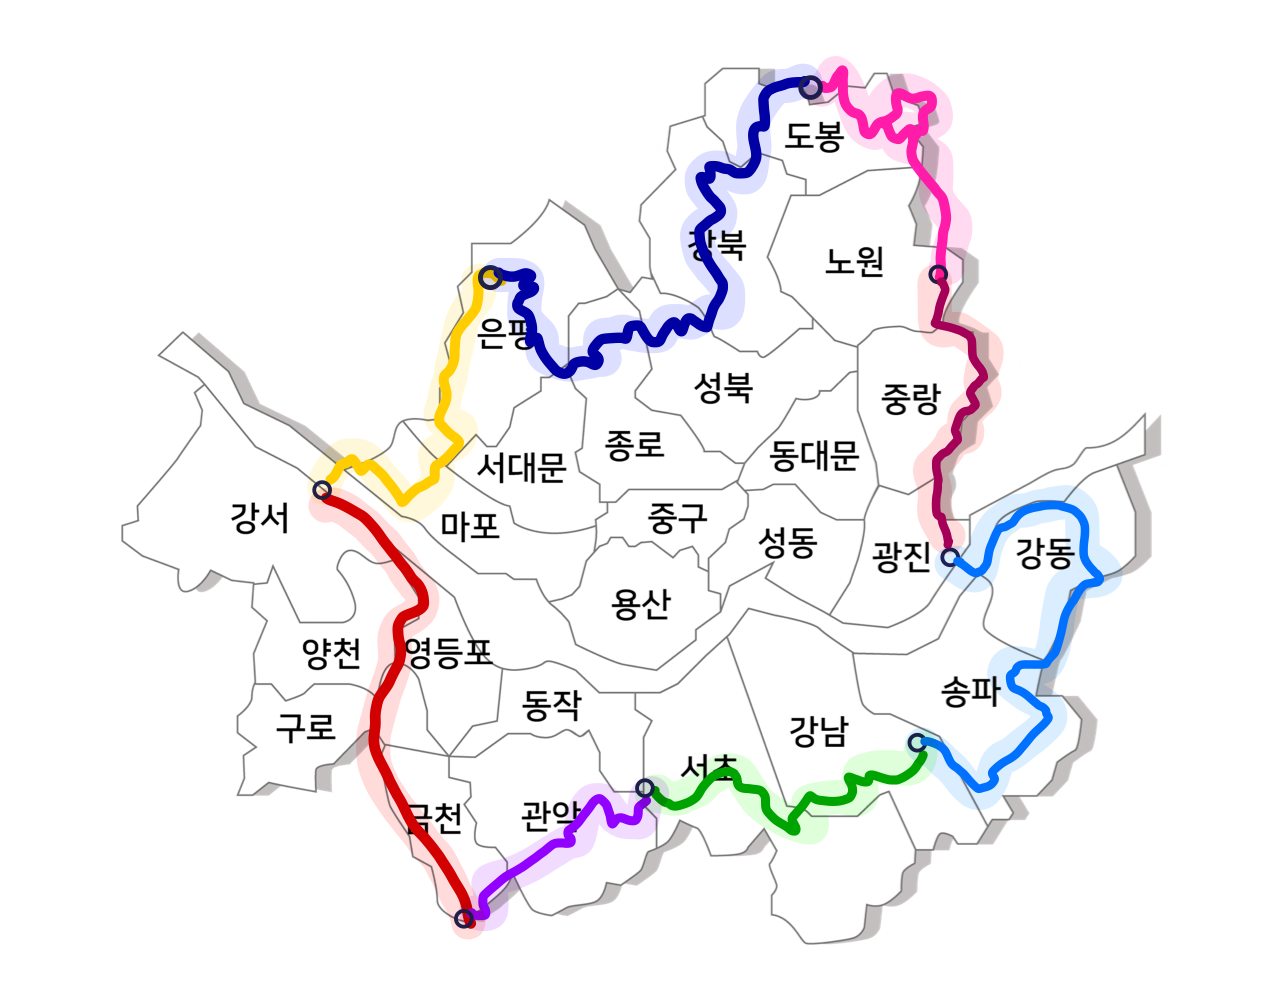 도봉
강북
노원
은평
성북
중랑
종로
동대문
서대문
강서
마포
중구
성동
광진
강동
용산
양천
영등포
송파
동작
구로
강남
서초
금천
관악